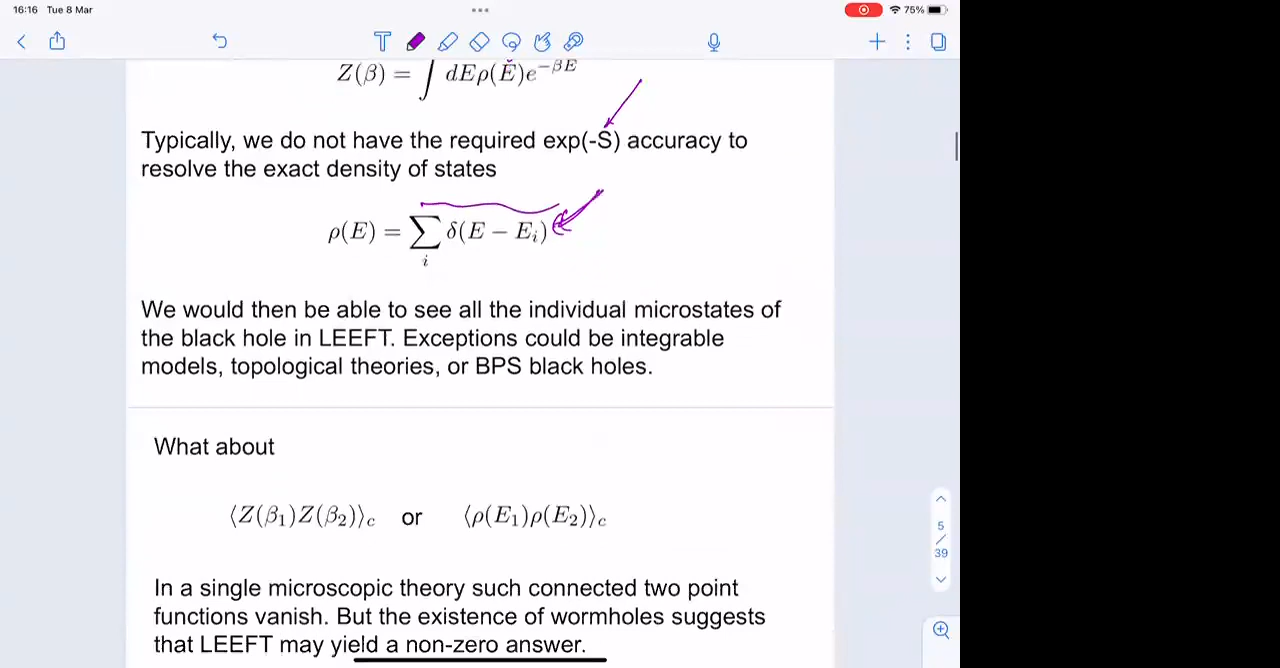 16:16 Tue 8 Mar
75%
Z(β) = ∫ dEρ(E)e^{−βE}
Typically, we do not have the required exp(-S) accuracy to
resolve the exact density of states
ρ(E) = ∑_i δ(E − E_i)
We would then be able to see all the individual microstates of
the black hole in LEEFT. Exceptions could be integrable
models, topological theories, or BPS black holes.
What about
⟨Z(β₁)Z(β₂)⟩_c or ⟨ρ(E₁)ρ(E₂)⟩_c
In a single microscopic theory such connected two point
functions vanish. But the existence of wormholes suggests
that LEEFT may yield a non-zero answer.
5
/
39